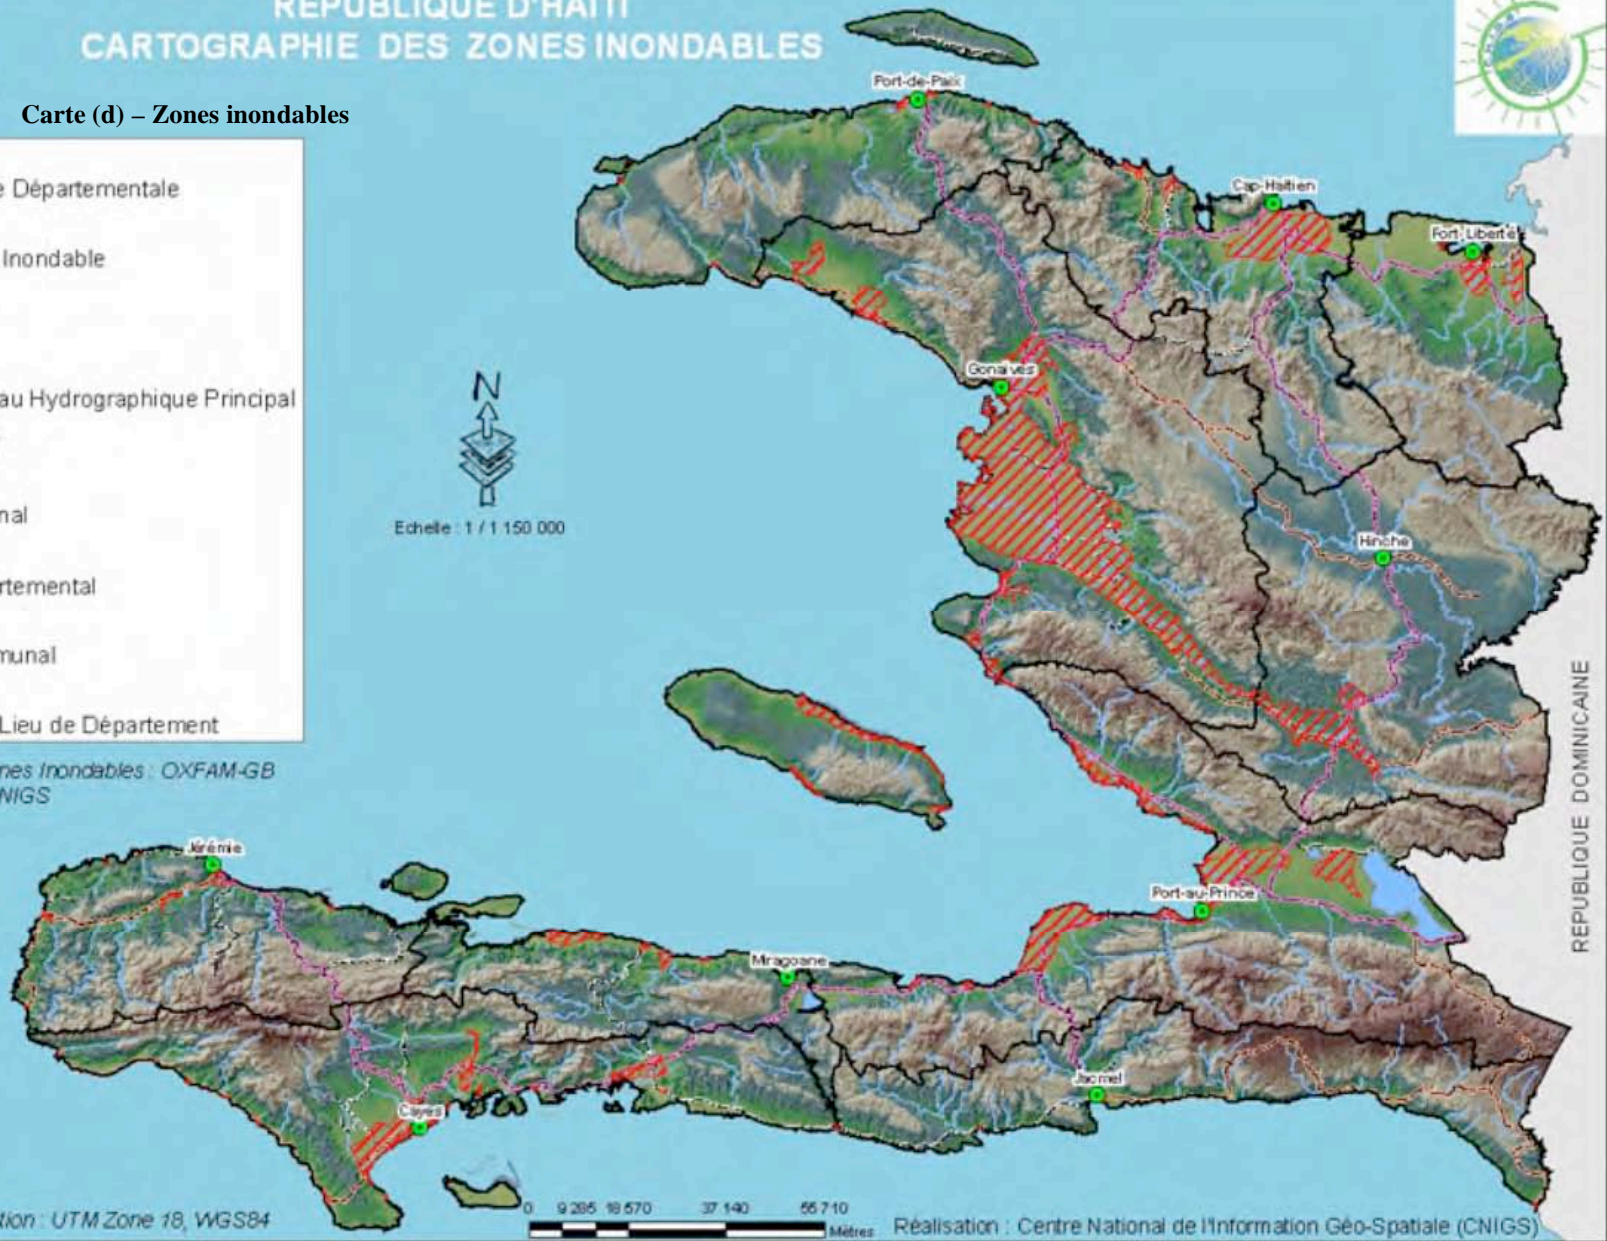 REPUBLIQUE D'HAITI
CARTOGRAPHIE DES ZONES INONDABLES
Carte (d) – Zones inondables
e Départementale
Inondable
au Hydrographique Principal
nal
rtemental
munal
Lieu de Département
nes Inondables : OXFAM-GB
NIGS
N
Echelle : 1 / 1 150 000
Port-de-Paix
Cap-Haïtien
Fort-Liberté
Gonaives
Hinche
REPUBLIQUE DOMINICAINE
Jérémie
Port-au-Prince
Miragoane
Jacmel
Cayes
0 9 285 18 570 37 140 55 710
Mètres
tion : UTM Zone 18, WGS84
Réalisation : Centre National de l'Information Géo-Spatiale (CNIGS)